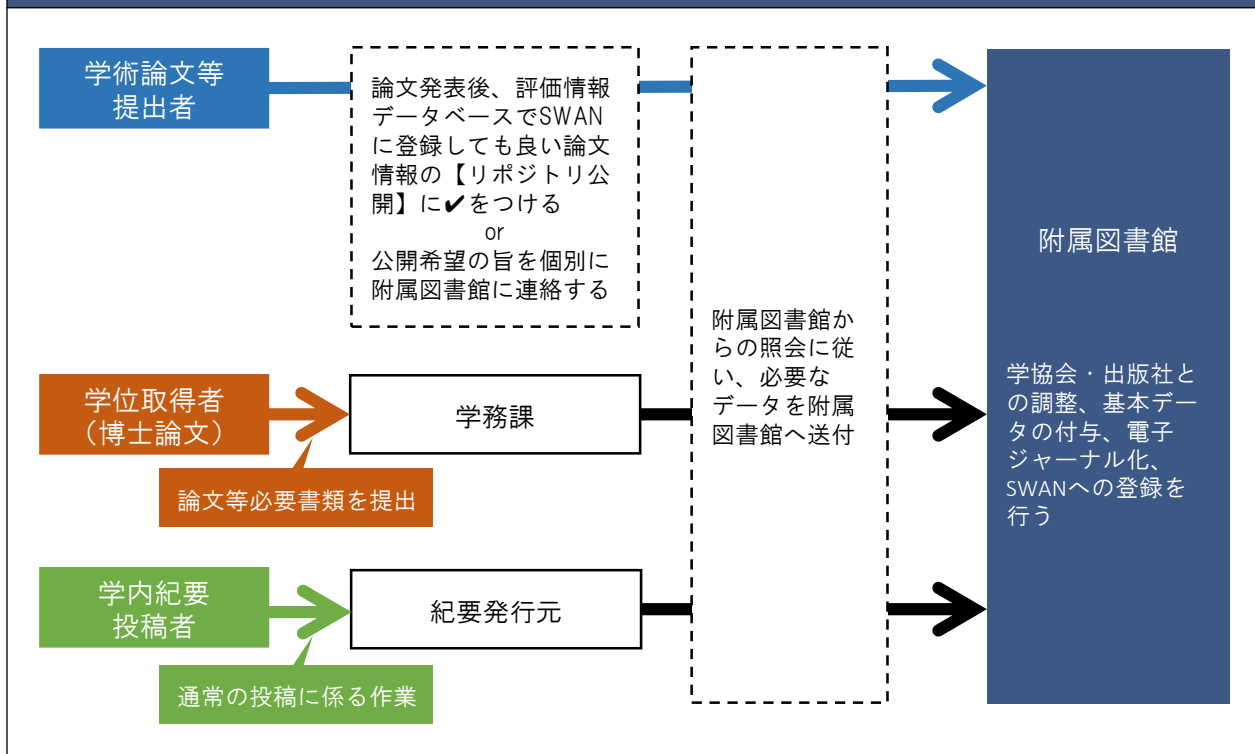 学術論文等
提出者
論文発表後、評価情報
データベースでSWAN
に登録しても良い論文
情報の【リポジトリ公
開】に✔をつける
or
公開希望の旨を個別に
附属図書館に連絡する
学位取得者
（博士論文）
論文等必要書類を提出
学務課
学内紀要
投稿者
通常の投稿に係る作業
紀要発行元
附属図書館か
らの照会に従
い、必要な
データを附属
図書館へ送付
附属図書館
学協会・出版社と
の調整、基本デー
タの付与、電子
ジャーナル化、
SWANへの登録を
行う